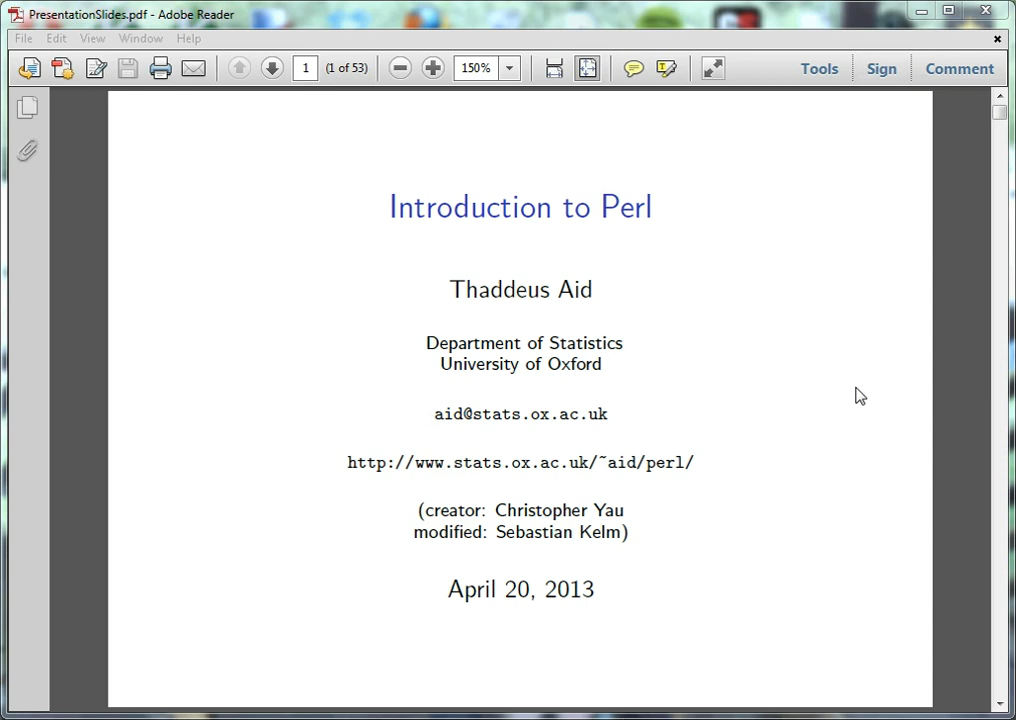 PresentationSlides.pdf - Adobe Reader
File Edit View Window Help
1 (1 of 53) 150% Tools Sign Comment
Introduction to Perl
Thaddeus Aid
Department of Statistics
University of Oxford
aid@stats.ox.ac.uk
http://www.stats.ox.ac.uk/~aid/perl/
(creator: Christopher Yau
modified: Sebastian Kelm)
April 20, 2013